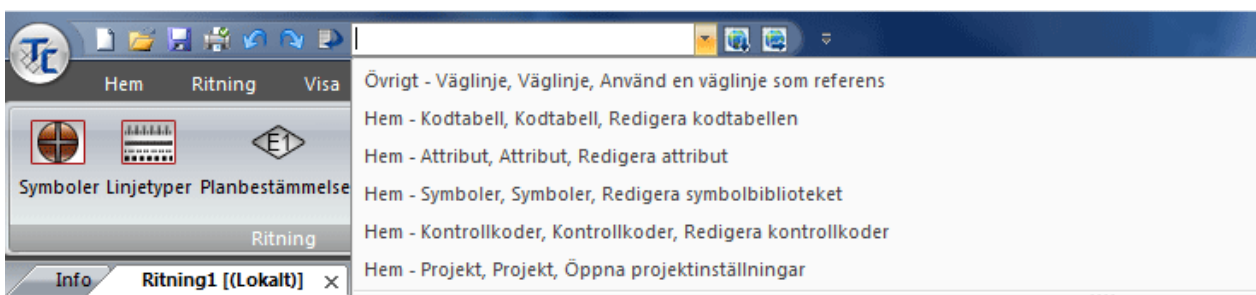 TC
Hem Ritning Visa
Övrigt - Väglinje, Väglinje, Använd en väglinje som referens
Hem - Kodtabell, Kodtabell, Redigera kodtabellen
Hem - Attribut, Attribut, Redigera attribut
E1
Symboler Linjetyper Planbestämmelse
Hem - Symboler, Symboler, Redigera symbolbiblioteket
Hem - Kontrollkoder, Kontrollkoder, Redigera kontrollkoder
Ritning
Hem - Projekt, Projekt, Öppna projektinställningar
Info Ritning1 [(Lokalt)]